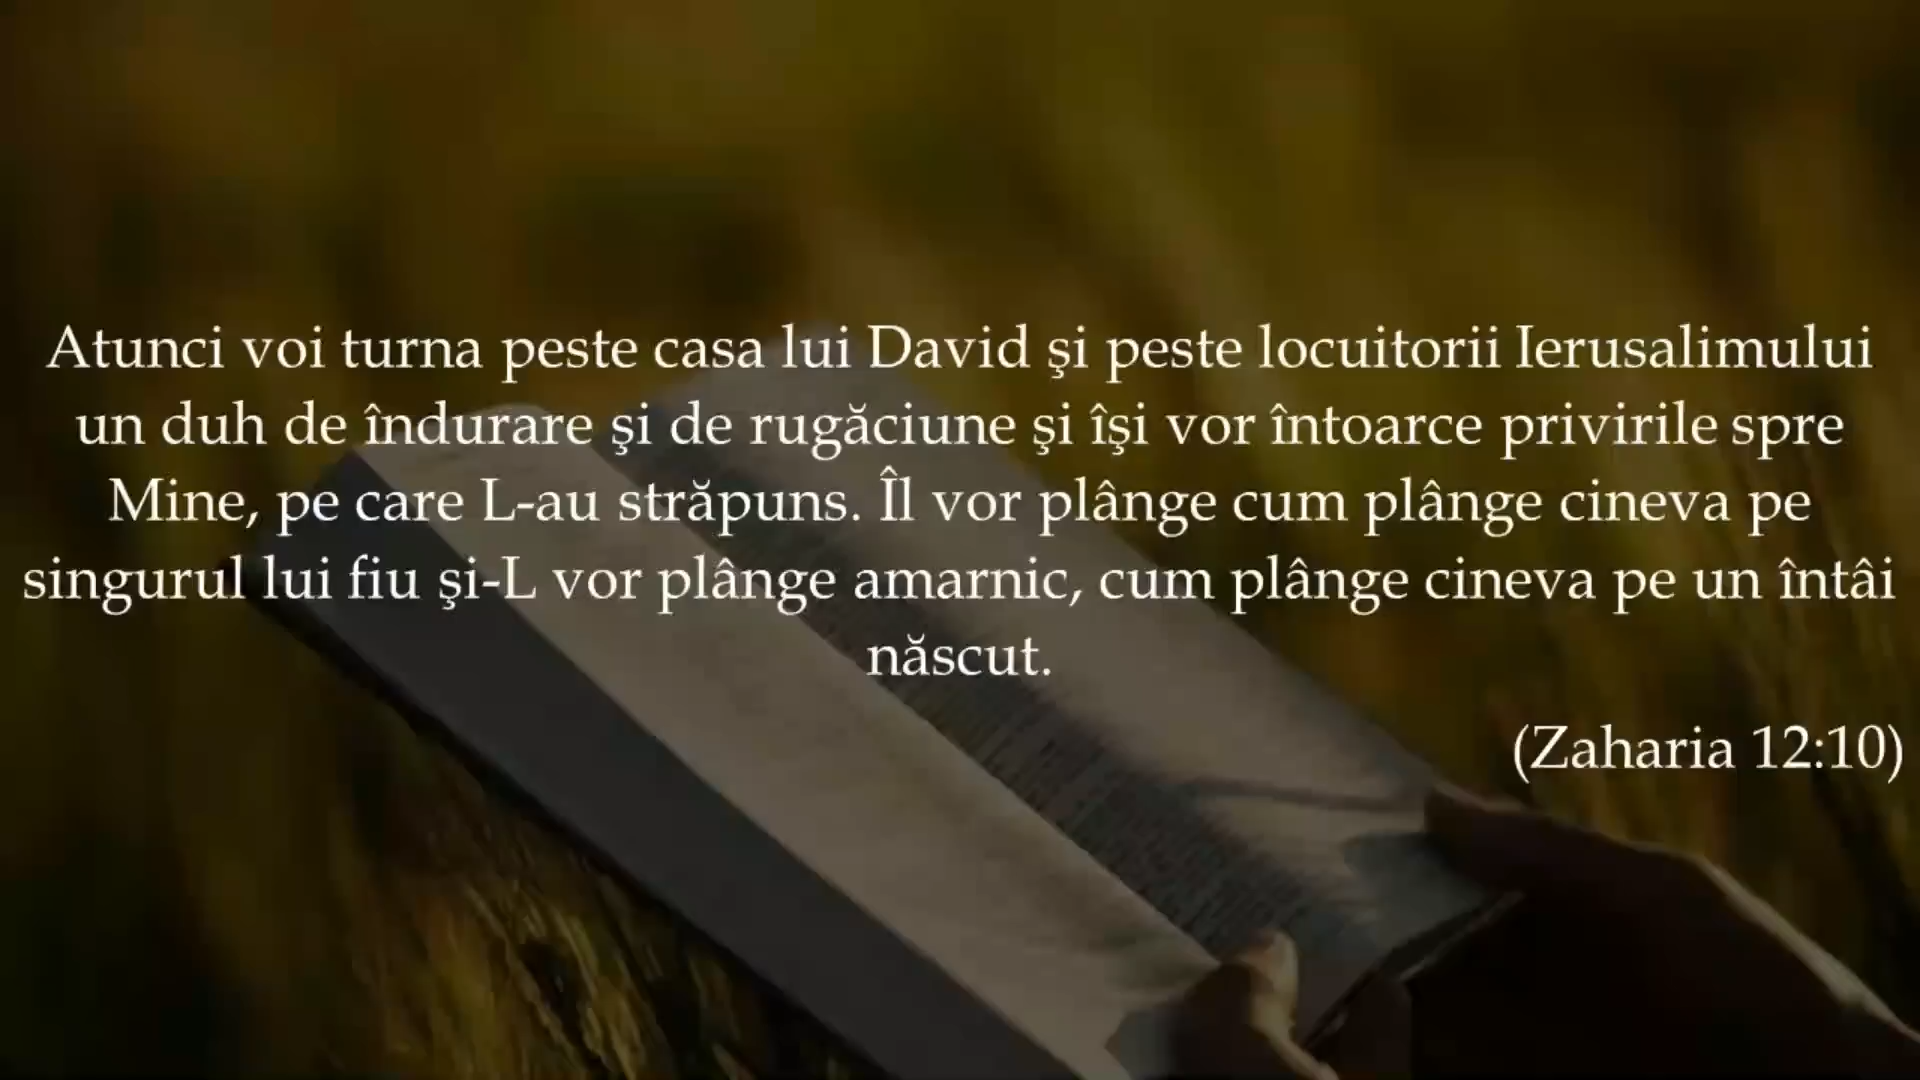 Atunci voi turna peste casa lui David şi peste locuitorii Ierusalimului
un duh de îndurare şi de rugăciune şi îşi vor întoarce privirile spre
Mine, pe care L-au străpuns. Îl vor plânge cum plânge cineva pe
singurul lui fiu şi-L vor plânge amarnic, cum plânge cineva pe un întâi
născut.
(Zaharia 12:10)